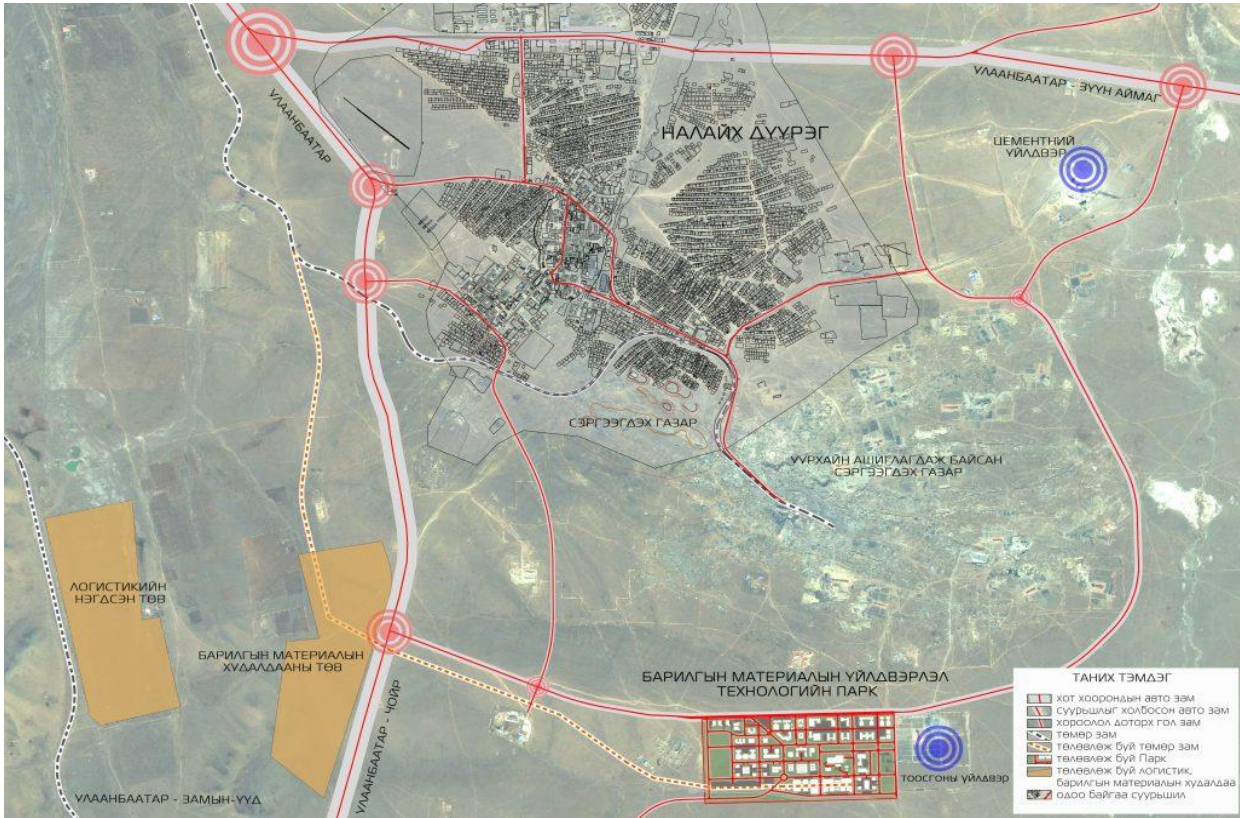 УЛААНБААТАР
УЛААНБААТАР - ЗҮҮН АЙМАГ
НАЛАЙХ ДҮҮРЭГ
ЦЕМЕНТНИЙ
ҮЙЛДВЭР
СЭРГЭЭГДЭХ ГАЗАР
УУРХАЙН АШИГЛАГДАЖ БАЙСАН
СЭРГЭЭГДЭХ ГАЗАР
ЛОГИСТИКИЙН
НЭГДСЭН ТӨВ
БАРИЛГЫН МАТЕРИАЛЫН
ХУДАЛДААНЫ ТӨВ
БАРИЛГЫН МАТЕРИАЛЫН ҮЙЛДВЭРЛЭЛ
ТЕХНОЛОГИЙН ПАРК
ТООСГОНЫ ҮЙЛДВЭР
УЛААНБААТАР - ЗАМЫН-ҮҮД
УЛААНБААТАР - ЧОЙР
ТАНИХ ТЭМДЭГ
хот хоорондын авто зам
суурьшлыг холбосон авто зам
хороолол доторх гол зам
төмөр зам
төлөвлөж буй төмөр зам
төлөвлөж буй Парк
төлөвлөж буй логистик,
барилгын материалын худалдаа
одоо байгаа суурьшил